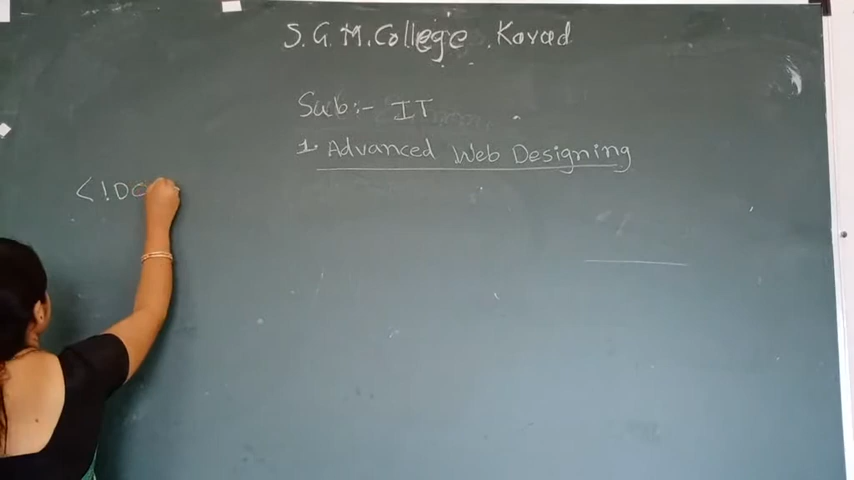 S.G.M.College .Karad
Sub:- IT
1. Advanced Web Designing
<!DO